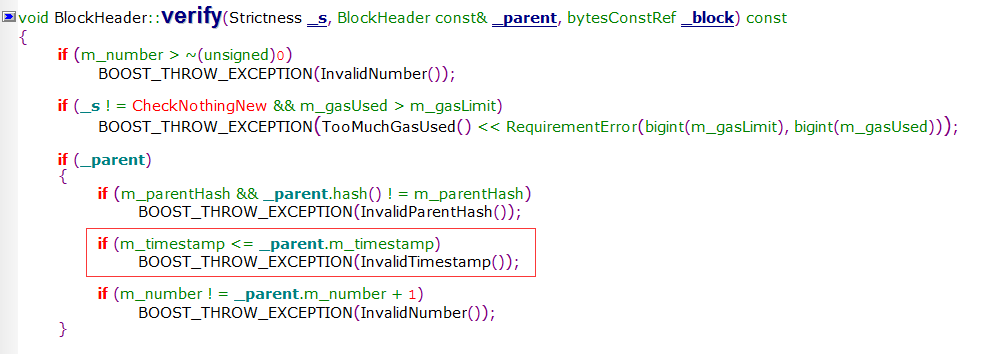 void BlockHeader::verify(Strictness _s, BlockHeader const& _parent, bytesConstRef _block) const
{
if (m_number > ~(unsigned)0)
BOOST_THROW_EXCEPTION(InvalidNumber());
if (_s ! = CheckNothingNew && m_gasUsed > m_gasLimit)
BOOST_THROW_EXCEPTION(TooMuchGasUsed() << RequirementError(bigint(m_gasLimit), bigint(m_gasUsed)));
if (_parent)
{
if (m_parentHash && _parent.hash() ! = m_parentHash)
BOOST_THROW_EXCEPTION(InvalidParentHash());
if (m_timestamp <= _parent.m_timestamp)
BOOST_THROW_EXCEPTION(InvalidTimestamp());
if (m_number ! = _parent.m_number + 1)
BOOST_THROW_EXCEPTION(InvalidNumber());
}